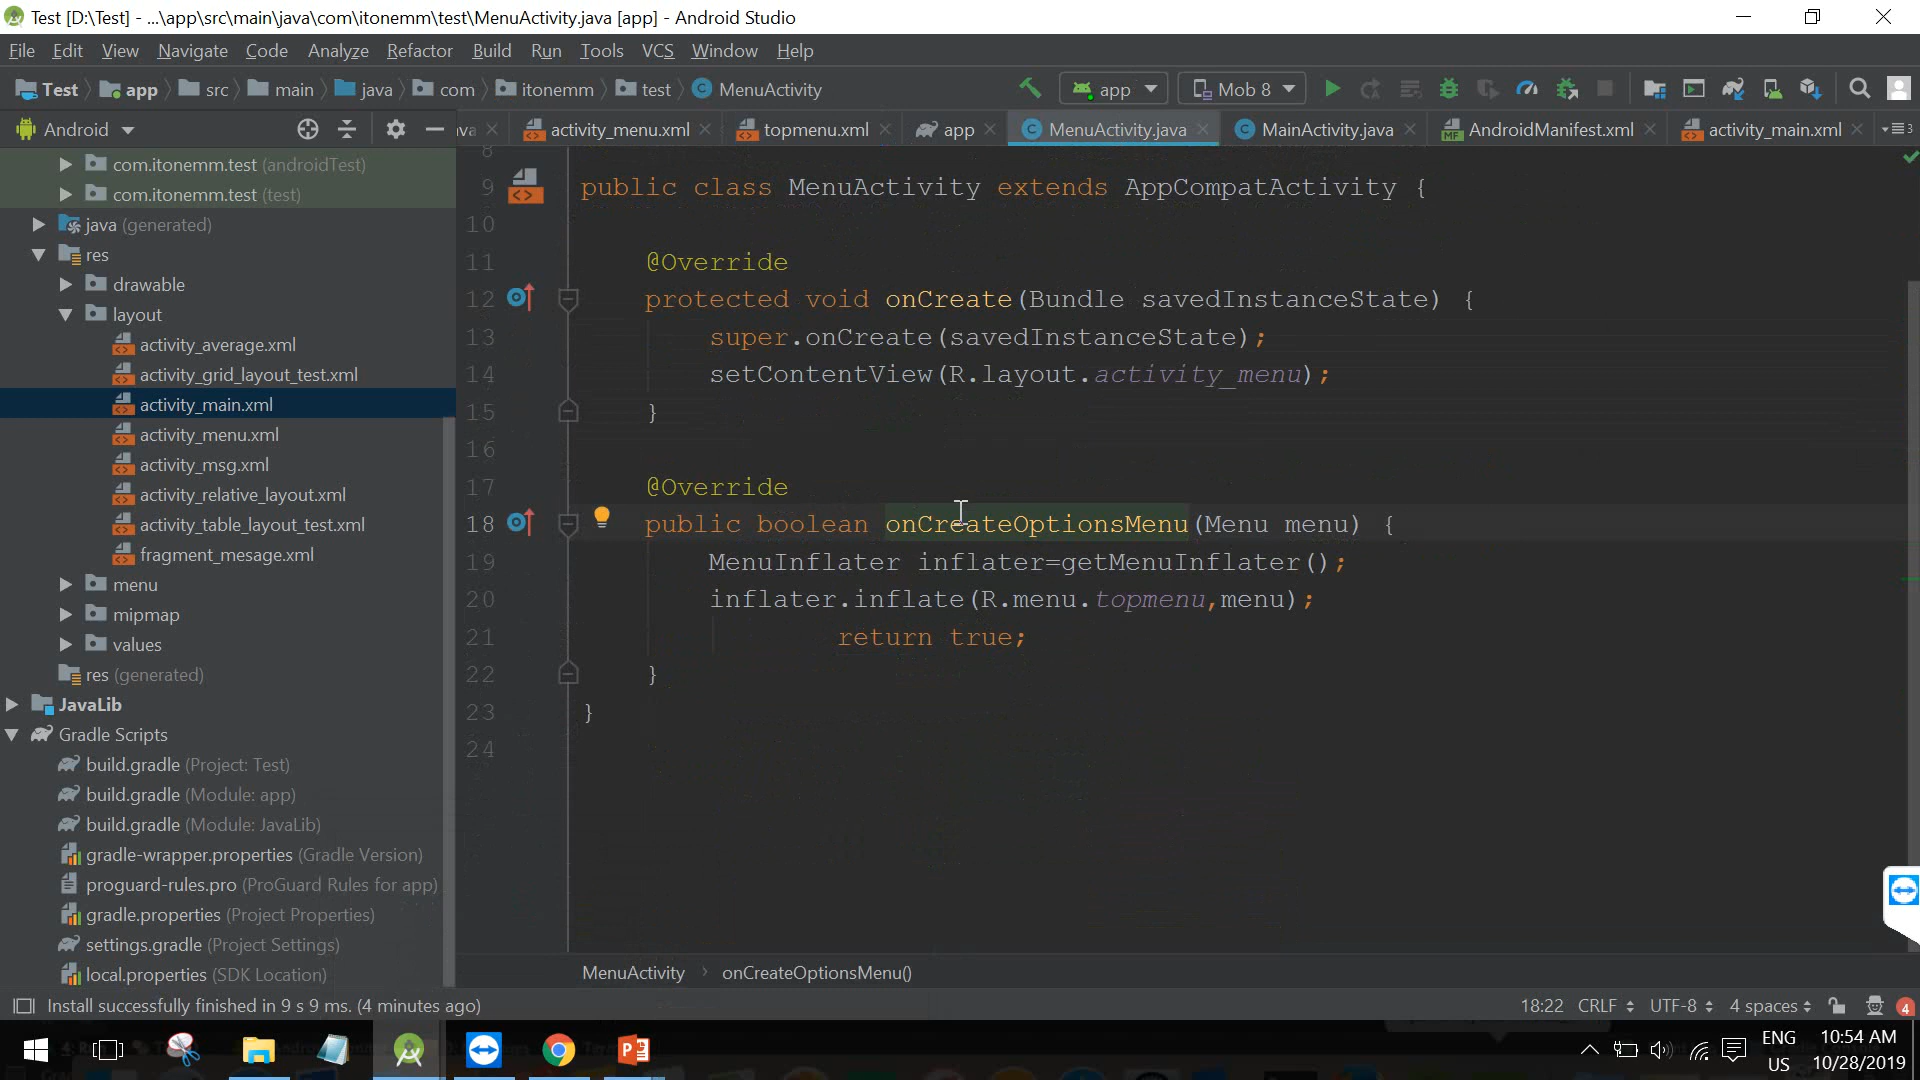 Test [D:\Test] - ...\app\src\main\java\com\itonemm\test\MenuActivity.java [app] - Android Studio
File Edit View Navigate Code Analyze Refactor Build Run Tools VCS Window Help
Test app src main java com itonemm test MenuActivity app Mob 8
Android
activity_menu.xml topmenu.xml app MenuActivity.java MainActivity.java AndroidManifest.xml activity_main.xml
com.itonemm.test (androidTest)
com.itonemm.test (test)
java (generated)
res
drawable
layout
activity_average.xml
activity_grid_layout_test.xml
activity_main.xml
activity_menu.xml
activity_msg.xml
activity_relative_layout.xml
activity_table_layout_test.xml
fragment_mesage.xml
menu
mipmap
values
res (generated)
JavaLib
Gradle Scripts
build.gradle (Project: Test)
build.gradle (Module: app)
build.gradle (Module: JavaLib)
gradle-wrapper.properties (Gradle Version)
proguard-rules.pro (ProGuard Rules for app)
gradle.properties (Project Properties)
settings.gradle (Project Settings)
local.properties (SDK Location)
8
9 public class MenuActivity extends AppCompatActivity {
10
11 @Override
12 protected void onCreate(Bundle savedInstanceState) {
13 super.onCreate(savedInstanceState);
14 setContentView(R.layout.activity_menu);
15 }
16
17 @Override
18 public boolean onCreateOptionsMenu(Menu menu) {
19 MenuInflater inflater=getMenuInflater();
20 inflater.inflate(R.menu.topmenu,menu);
21 return true;
22 }
23 }
24
MenuActivity › onCreateOptionsMenu()
Install successfully finished in 9 s 9 ms. (4 minutes ago)
18:22 CRLF UTF-8 4 spaces 4
ENG
US
10:54 AM
10/28/2019